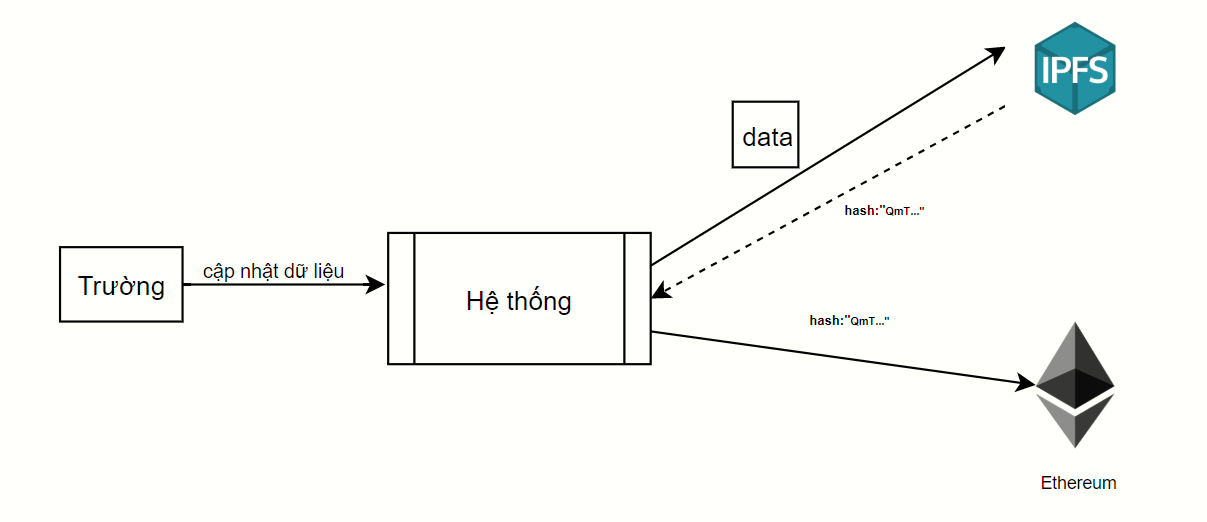 IPFS
data
hash:"QmT..."
Trường
cập nhật dữ liệu
Hệ thống
hash:"QmT..."
Ethereum